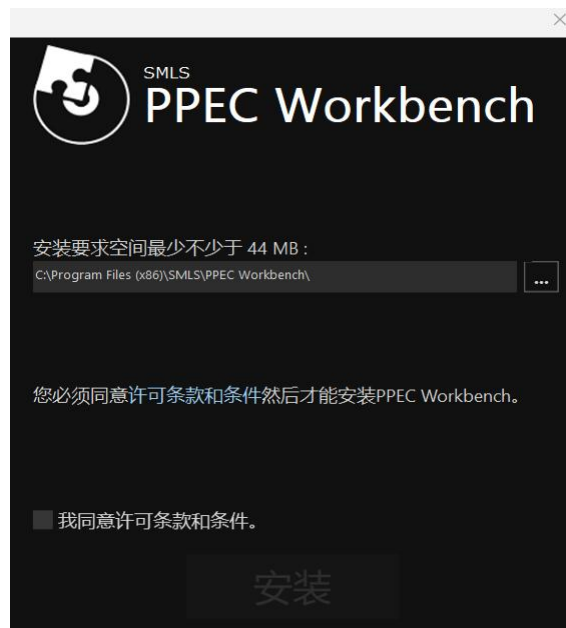 SMLS
PPEC Workbench
安装要求空间最少不少于 44 MB :
C:\Program Files (x86)\SMLS\PPEC Workbench\
...
您必须同意许可条款和条件然后才能安装PPEC Workbench。
我同意许可条款和条件。
安装